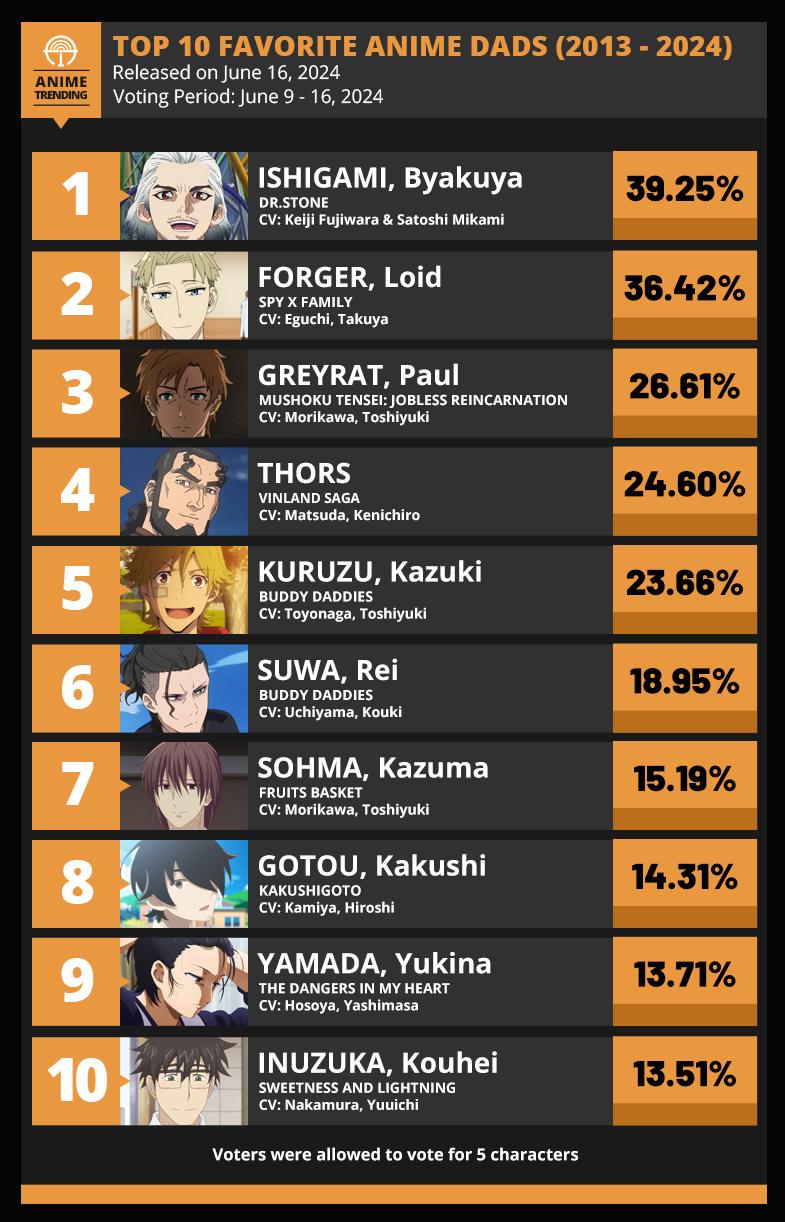 ANIME
TRENDING
TOP 10 FAVORITE ANIME DADS (2013 - 2024)
Released on June 16, 2024
Voting Period: June 9 - 16, 2024
1
ISHIGAMI, Byakuya
DR.STONE
CV: Keiji Fujiwara & Satoshi Mikami
39.25%
2
FORGER, Loid
SPY X FAMILY
CV: Eguchi, Takuya
36.42%
3
GREYRAT, Paul
MUSHOKU TENSEI: JOBLESS REINCARNATION
CV: Morikawa, Toshiyuki
26.61%
4
THORS
VINLAND SAGA
CV: Matsuda, Kenichiro
24.60%
5
KURUZU, Kazuki
BUDDY DADDIES
CV: Toyonaga, Toshiyuki
23.66%
6
SUWA, Rei
BUDDY DADDIES
CV: Uchiyama, Kouki
18.95%
7
SOHMA, Kazuma
FRUITS BASKET
CV: Morikawa, Toshiyuki
15.19%
8
GOTOU, Kakushi
KAKUSHIGOTO
CV: Kamiya, Hiroshi
14.31%
9
YAMADA, Yukina
THE DANGERS IN MY HEART
CV: Hosoya, Yashimasa
13.71%
10
INUZUKA, Kouhei
SWEETNESS AND LIGHTNING
CV: Nakamura, Yuuichi
13.51%
Voters were allowed to vote for 5 characters